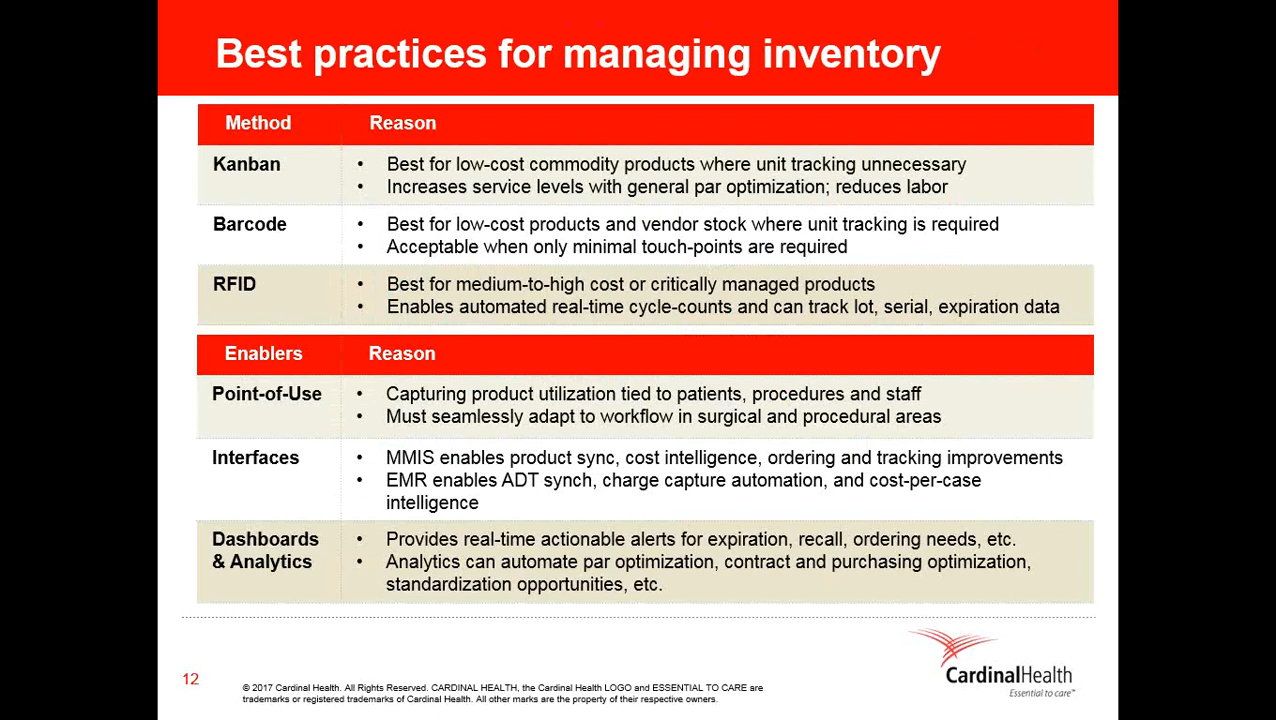 Best practices for managing inventory
Method Reason
Kanban • Best for low-cost commodity products where unit tracking unnecessary
• Increases service levels with general par optimization; reduces labor
Barcode • Best for low-cost products and vendor stock where unit tracking is required
• Acceptable when only minimal touch-points are required
RFID • Best for medium-to-high cost or critically managed products
• Enables automated real-time cycle-counts and can track lot, serial, expiration data
Enablers Reason
Point-of-Use • Capturing product utilization tied to patients, procedures and staff
• Must seamlessly adapt to workflow in surgical and procedural areas
Interfaces • MMIS enables product sync, cost intelligence, ordering and tracking improvements
• EMR enables ADT synch, charge capture automation, and cost-per-case
intelligence
Dashboards • Provides real-time actionable alerts for expiration, recall, ordering needs, etc.
& Analytics • Analytics can automate par optimization, contract and purchasing optimization,
standardization opportunities, etc.
CardinalHealth
Essential to care™
12
© 2017 Cardinal Health. All Rights Reserved. CARDINAL HEALTH, the Cardinal Health LOGO and ESSENTIAL TO CARE are
trademarks or registered trademarks of Cardinal Health. All other marks are the property of their respective owners.